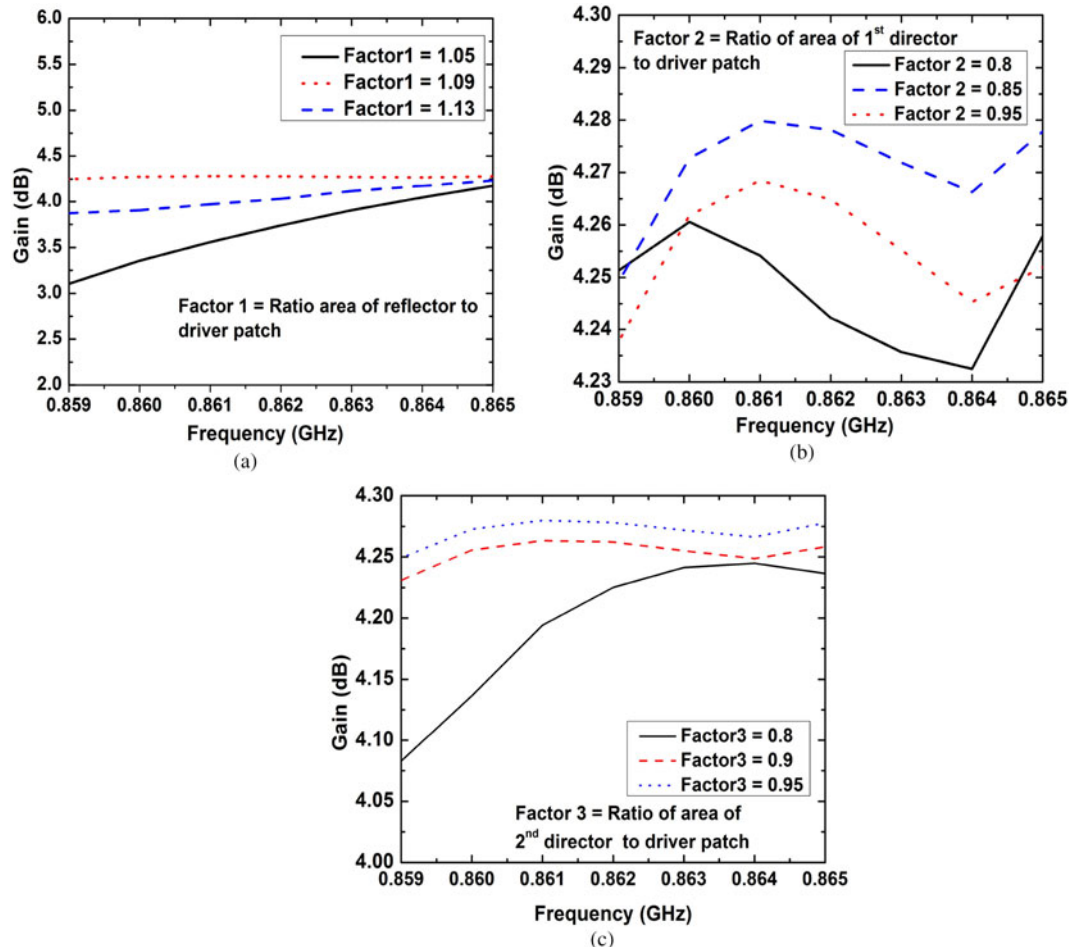 6.0
5.5
5.0
4.5
4.0
3.5
3.0
2.5
2.0
Gain (dB)
Factor1 = 1.05
Factor1 = 1.09
Factor1 = 1.13
Factor 1 = Ratio area of reflector to
driver patch
0.859 0.860 0.861 0.862 0.863 0.864 0.865
Frequency (GHz)
(a)
4.30
4.29
4.28
4.27
4.26
4.25
4.24
4.23
Gain (dB)
Factor 2 = Ratio of area of 1st director
to driver patch
Factor 2 = 0.8
Factor 2 = 0.85
Factor 2 = 0.95
0.859 0.860 0.861 0.862 0.863 0.864 0.865
Frequency (GHz)
(b)
4.30
4.25
4.20
4.15
4.10
4.05
4.00
Gain (dB)
Factor3 = 0.8
Factor3 = 0.9
Factor3 = 0.95
Factor 3 = Ratio of area of
2nd director to driver patch
0.859 0.860 0.861 0.862 0.863 0.864 0.865
Frequency (GHz)
(c)